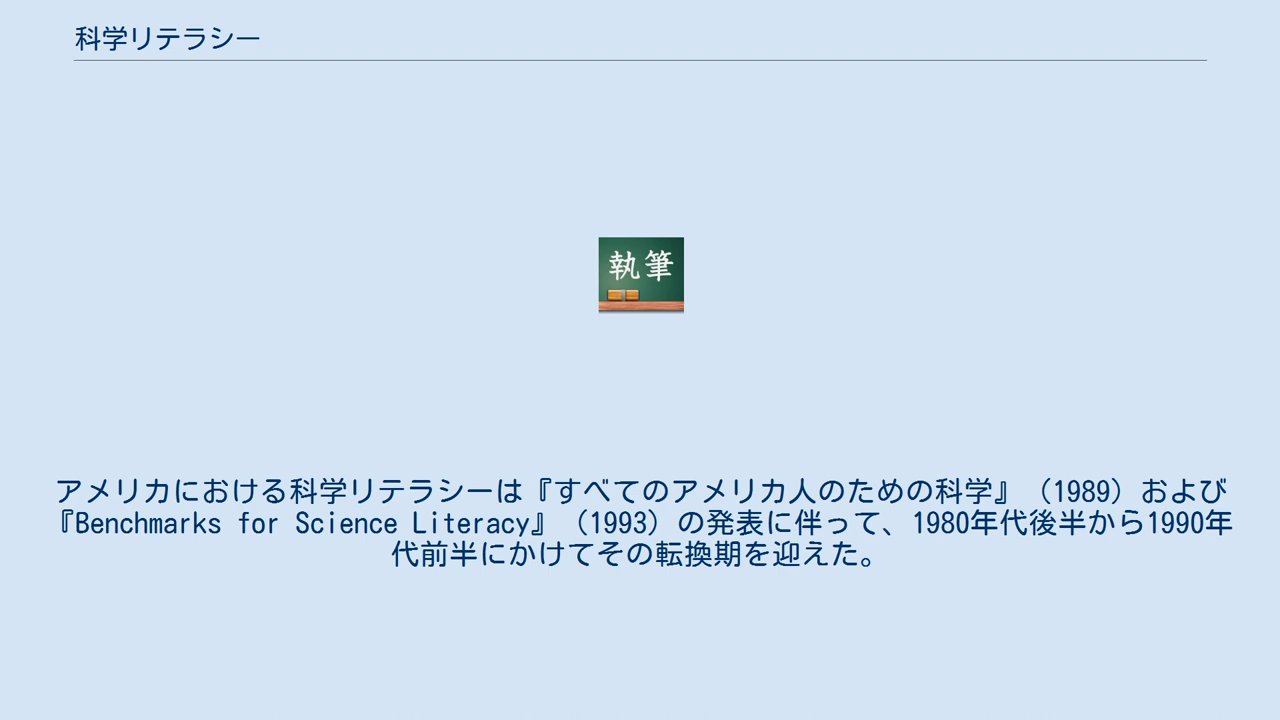 科学リテラシー
執筆
アメリカにおける科学リテラシーは『すべてのアメリカ人のための科学』（1989）および
『Benchmarks for Science Literacy』（1993）の発表に伴って、1980年代後半から1990年
代前半にかけてその転換期を迎えた。